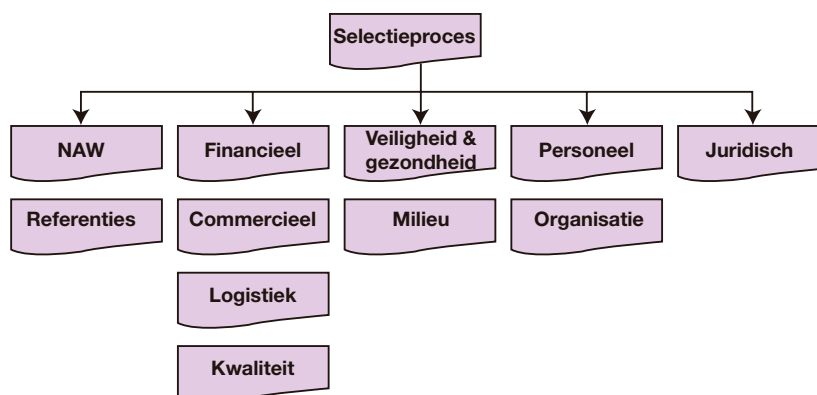 Selectieproces
NAW
Financieel
Veiligheid &
gezondheid
Personeel
Juridisch
Referenties
Commercieel
Milieu
Organisatie
Logistiek
Kwaliteit